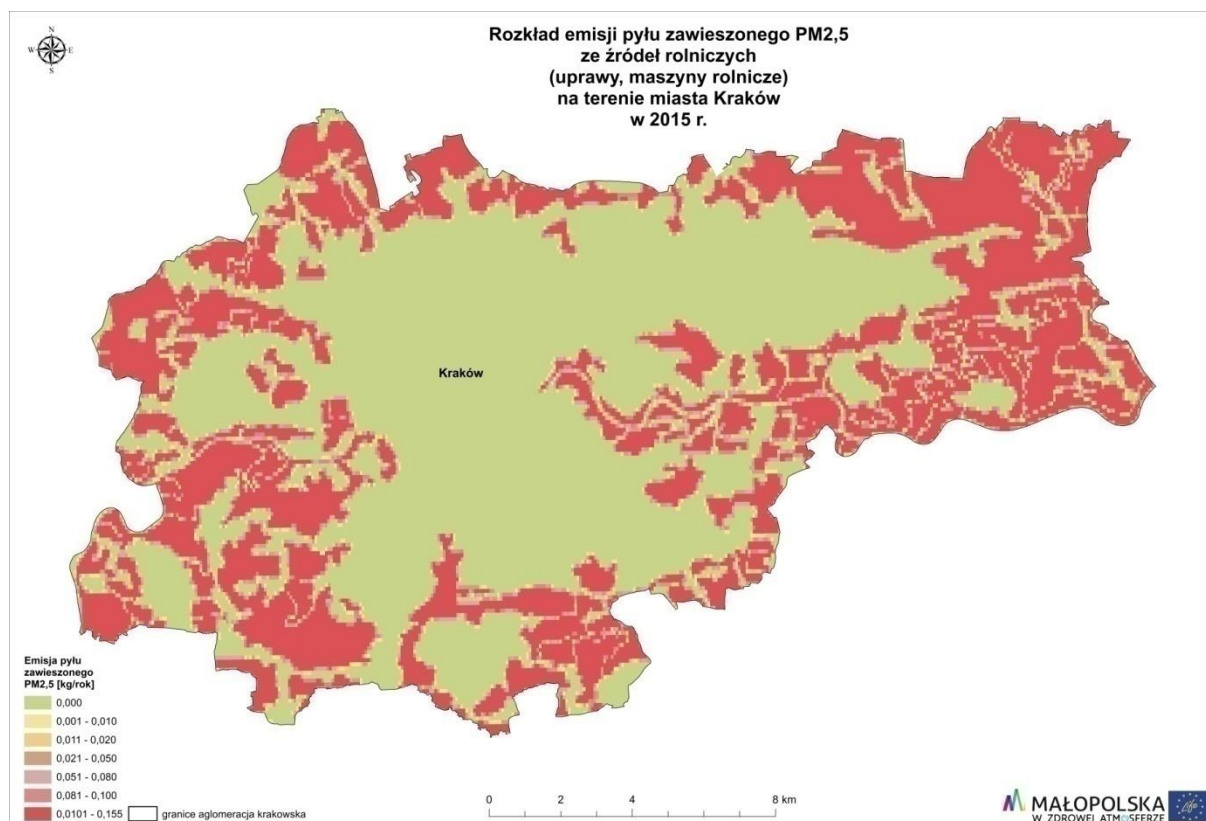 Rozkład emisji pyłu zawieszonego PM2,5
ze źródeł rolniczych
(uprawy, maszyny rolnicze)
na terenie miasta Kraków
w 2015 r.
N
W E
S
Kraków
Emisja pyłu
zawieszonego
PM2,5 [kg/rok]
0,000
0,001 - 0,010
0,011 - 0,020
0,021 - 0,050
0,051 - 0,080
0,081 - 0,100
0,0101 - 0,155
granice aglomeracja krakowska
0 2 4 8 km
MAŁOPOLSKA
W ZDROWEJ ATMOSFERZE
Life